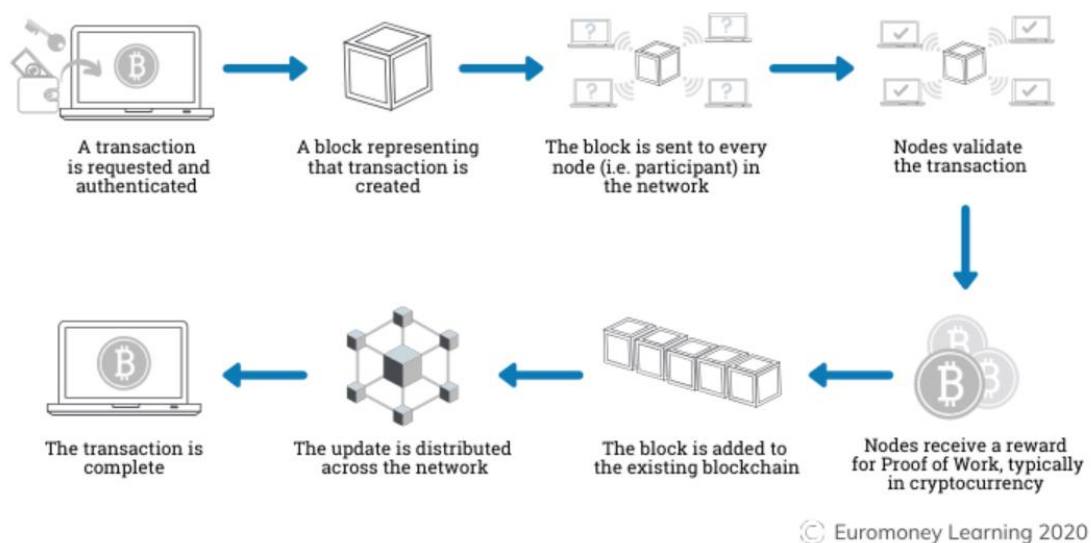 A transaction
is requested and
authenticated
A block representing
that transaction is
created
The block is sent to every
node (i.e. participant) in
the network
Nodes validate
the transaction
The transaction is
complete
The update is distributed
across the network
The block is added to
the existing blockchain
Nodes receive a reward
for Proof of Work, typically
in cryptocurrency
© Euromoney Learning 2020